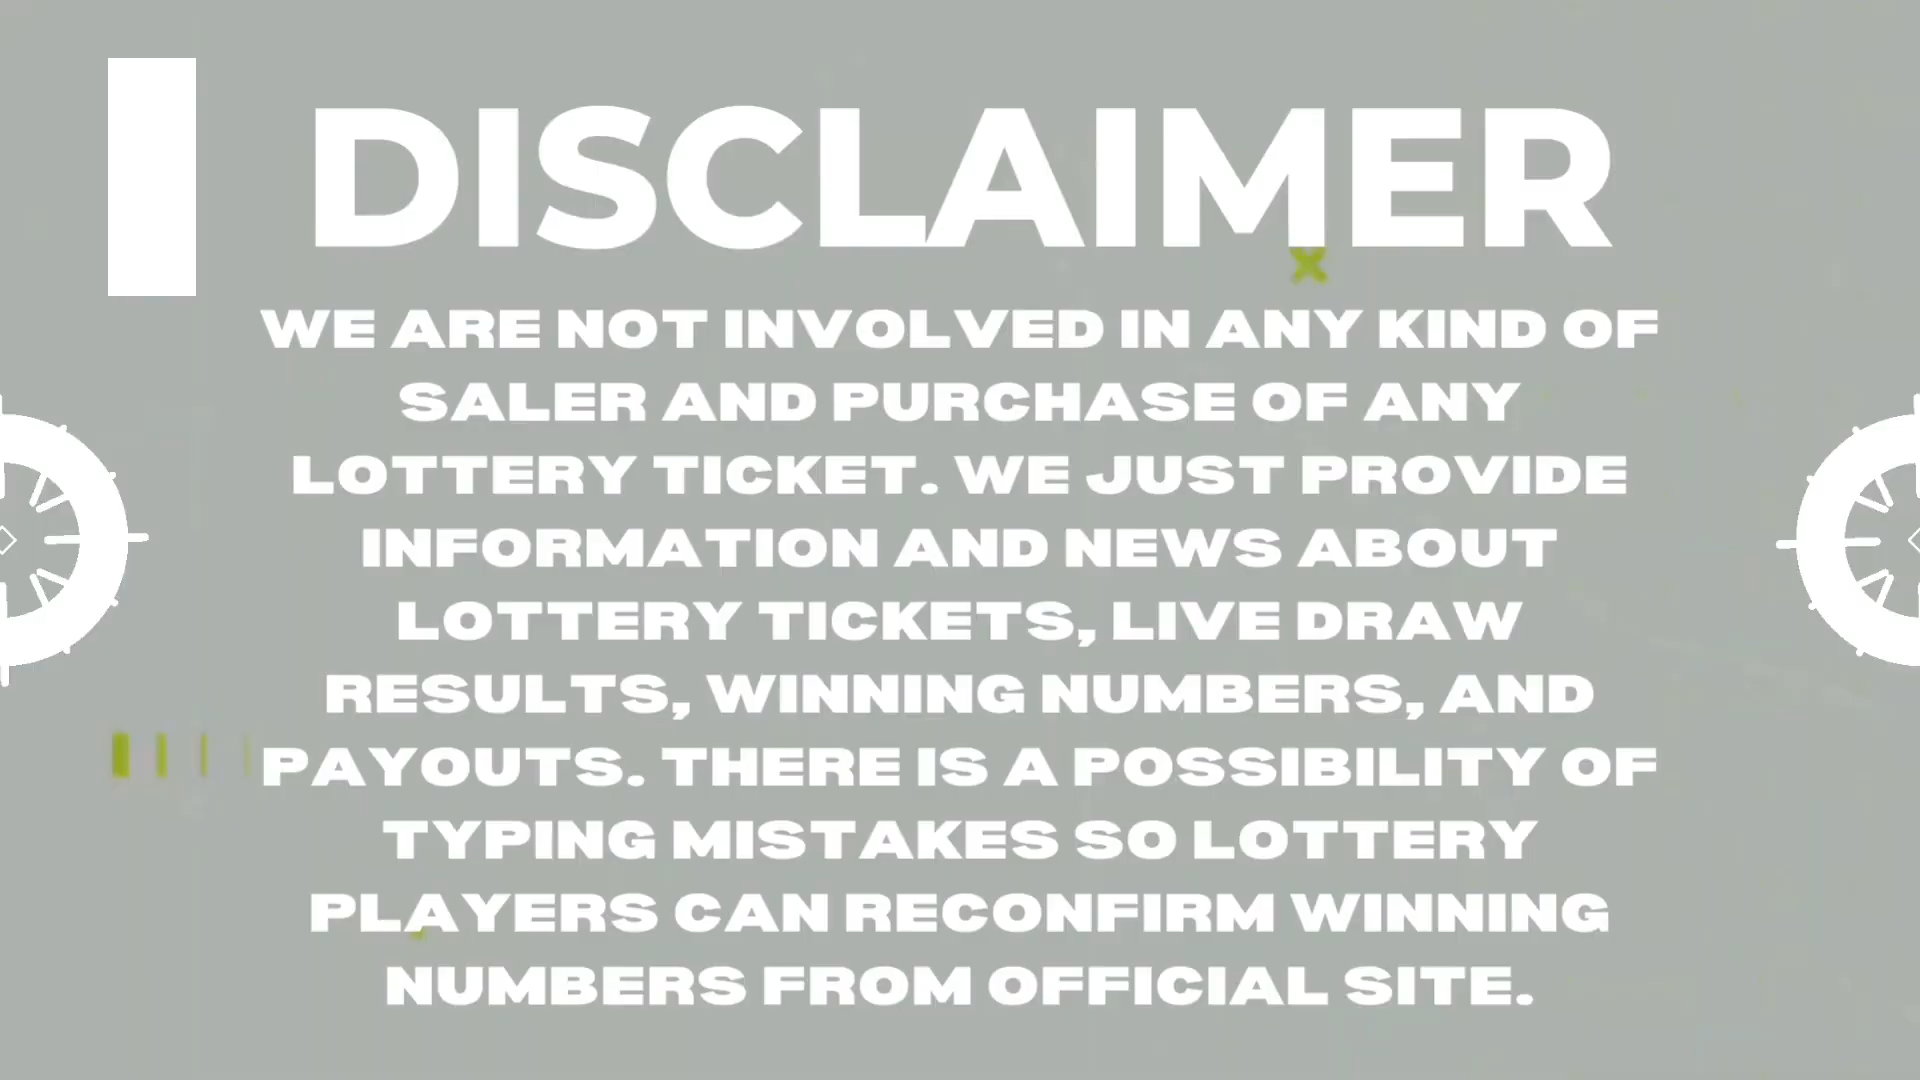 DISCLAIMER
WE ARE NOT INVOLVED IN ANY KIND OF
SALER AND PURCHASE OF ANY
LOTTERY TICKET. WE JUST PROVIDE
INFORMATION AND NEWS ABOUT
LOTTERY TICKETS, LIVE DRAW
RESULTS, WINNING NUMBERS, AND
PAYOUTS. THERE IS A POSSIBILITY OF
TYPING MISTAKES SO LOTTERY
PLAYERS CAN RECONFIRM WINNING
NUMBERS FROM OFFICIAL SITE.